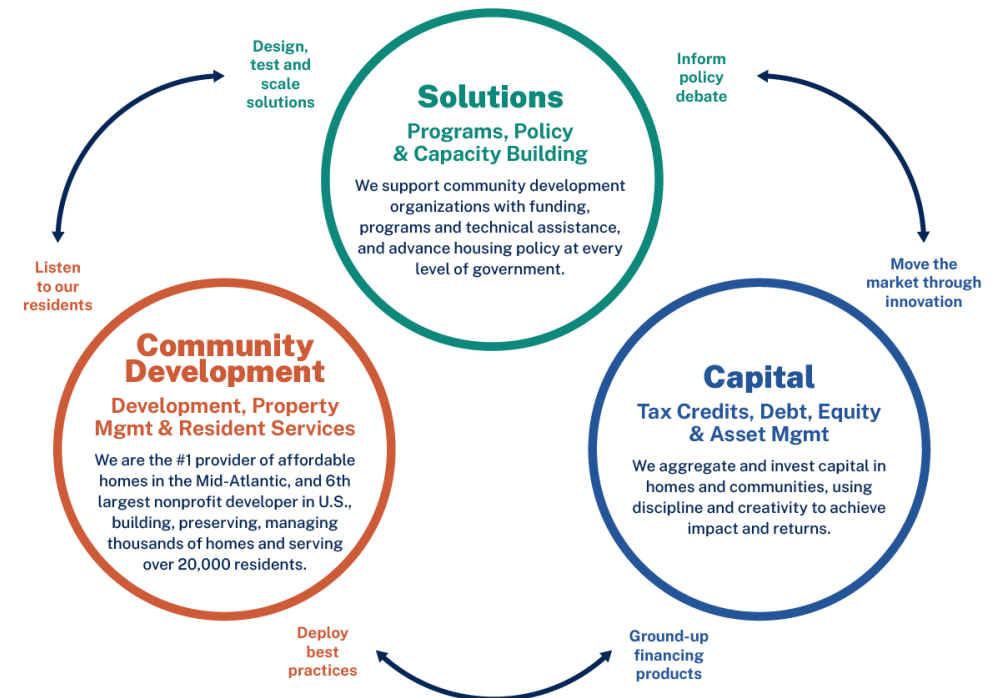 Design,
test and
scale
solutions
Inform
policy
debate
Solutions
Programs, Policy
& Capacity Building
We support community development
organizations with funding,
programs and technical assistance,
and advance housing policy at every
level of government.
Listen
to our
residents
Move the
market through
innovation
Community
Development
Development, Property
Mgmt & Resident Services
We are the #1 provider of affordable
homes in the Mid-Atlantic, and 6th
largest nonprofit developer in U.S.,
building, preserving, managing
thousands of homes and serving
over 20,000 residents.
Capital
Tax Credits, Debt, Equity
& Asset Mgmt
We aggregate and invest capital in
homes and communities, using
discipline and creativity to achieve
impact and returns.
Deploy
best
practices
Ground-up
financing
products